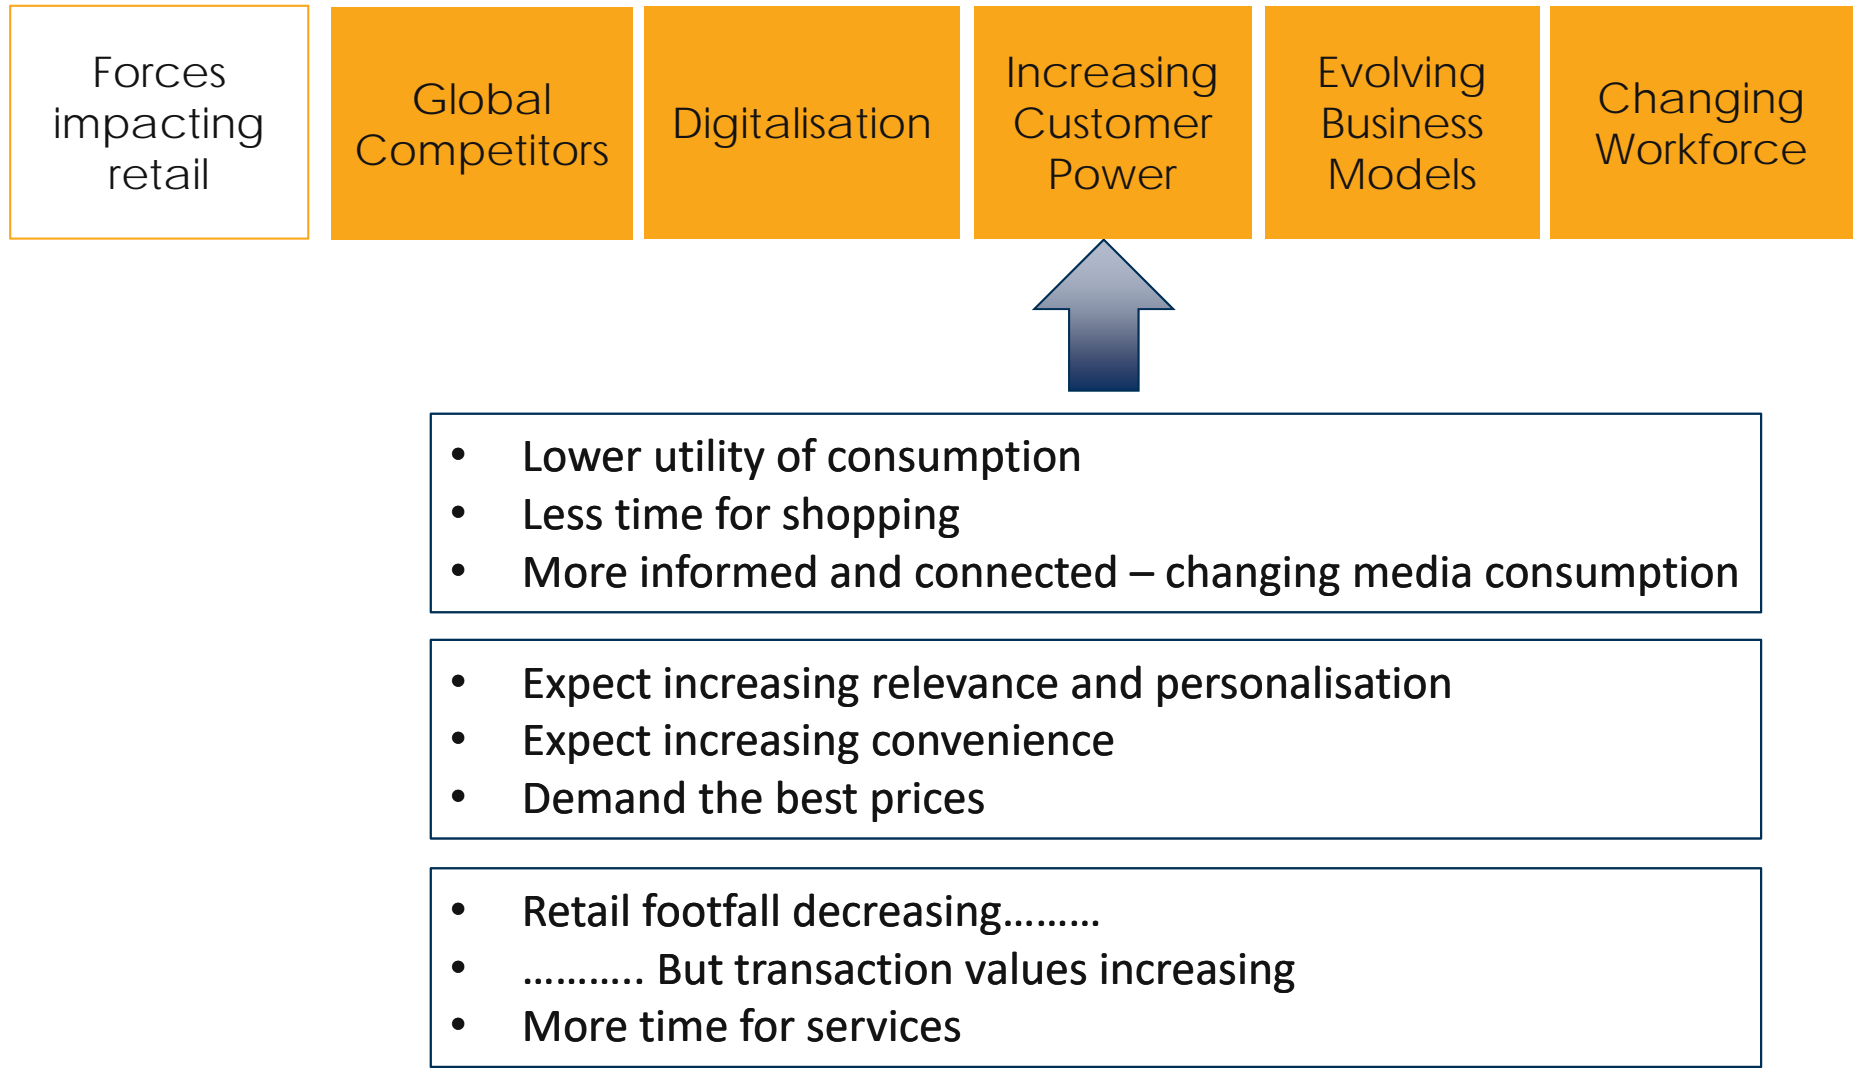 Forces
impacting
retail
Global
Competitors
Digitalisation
Increasing
Customer
Power
Evolving
Business
Models
Changing
Workforce
• Lower utility of consumption
• Less time for shopping
• More informed and connected – changing media consumption
• Expect increasing relevance and personalisation
• Expect increasing convenience
• Demand the best prices
• Retail footfall decreasing………
• ……….. But transaction values increasing
• More time for services